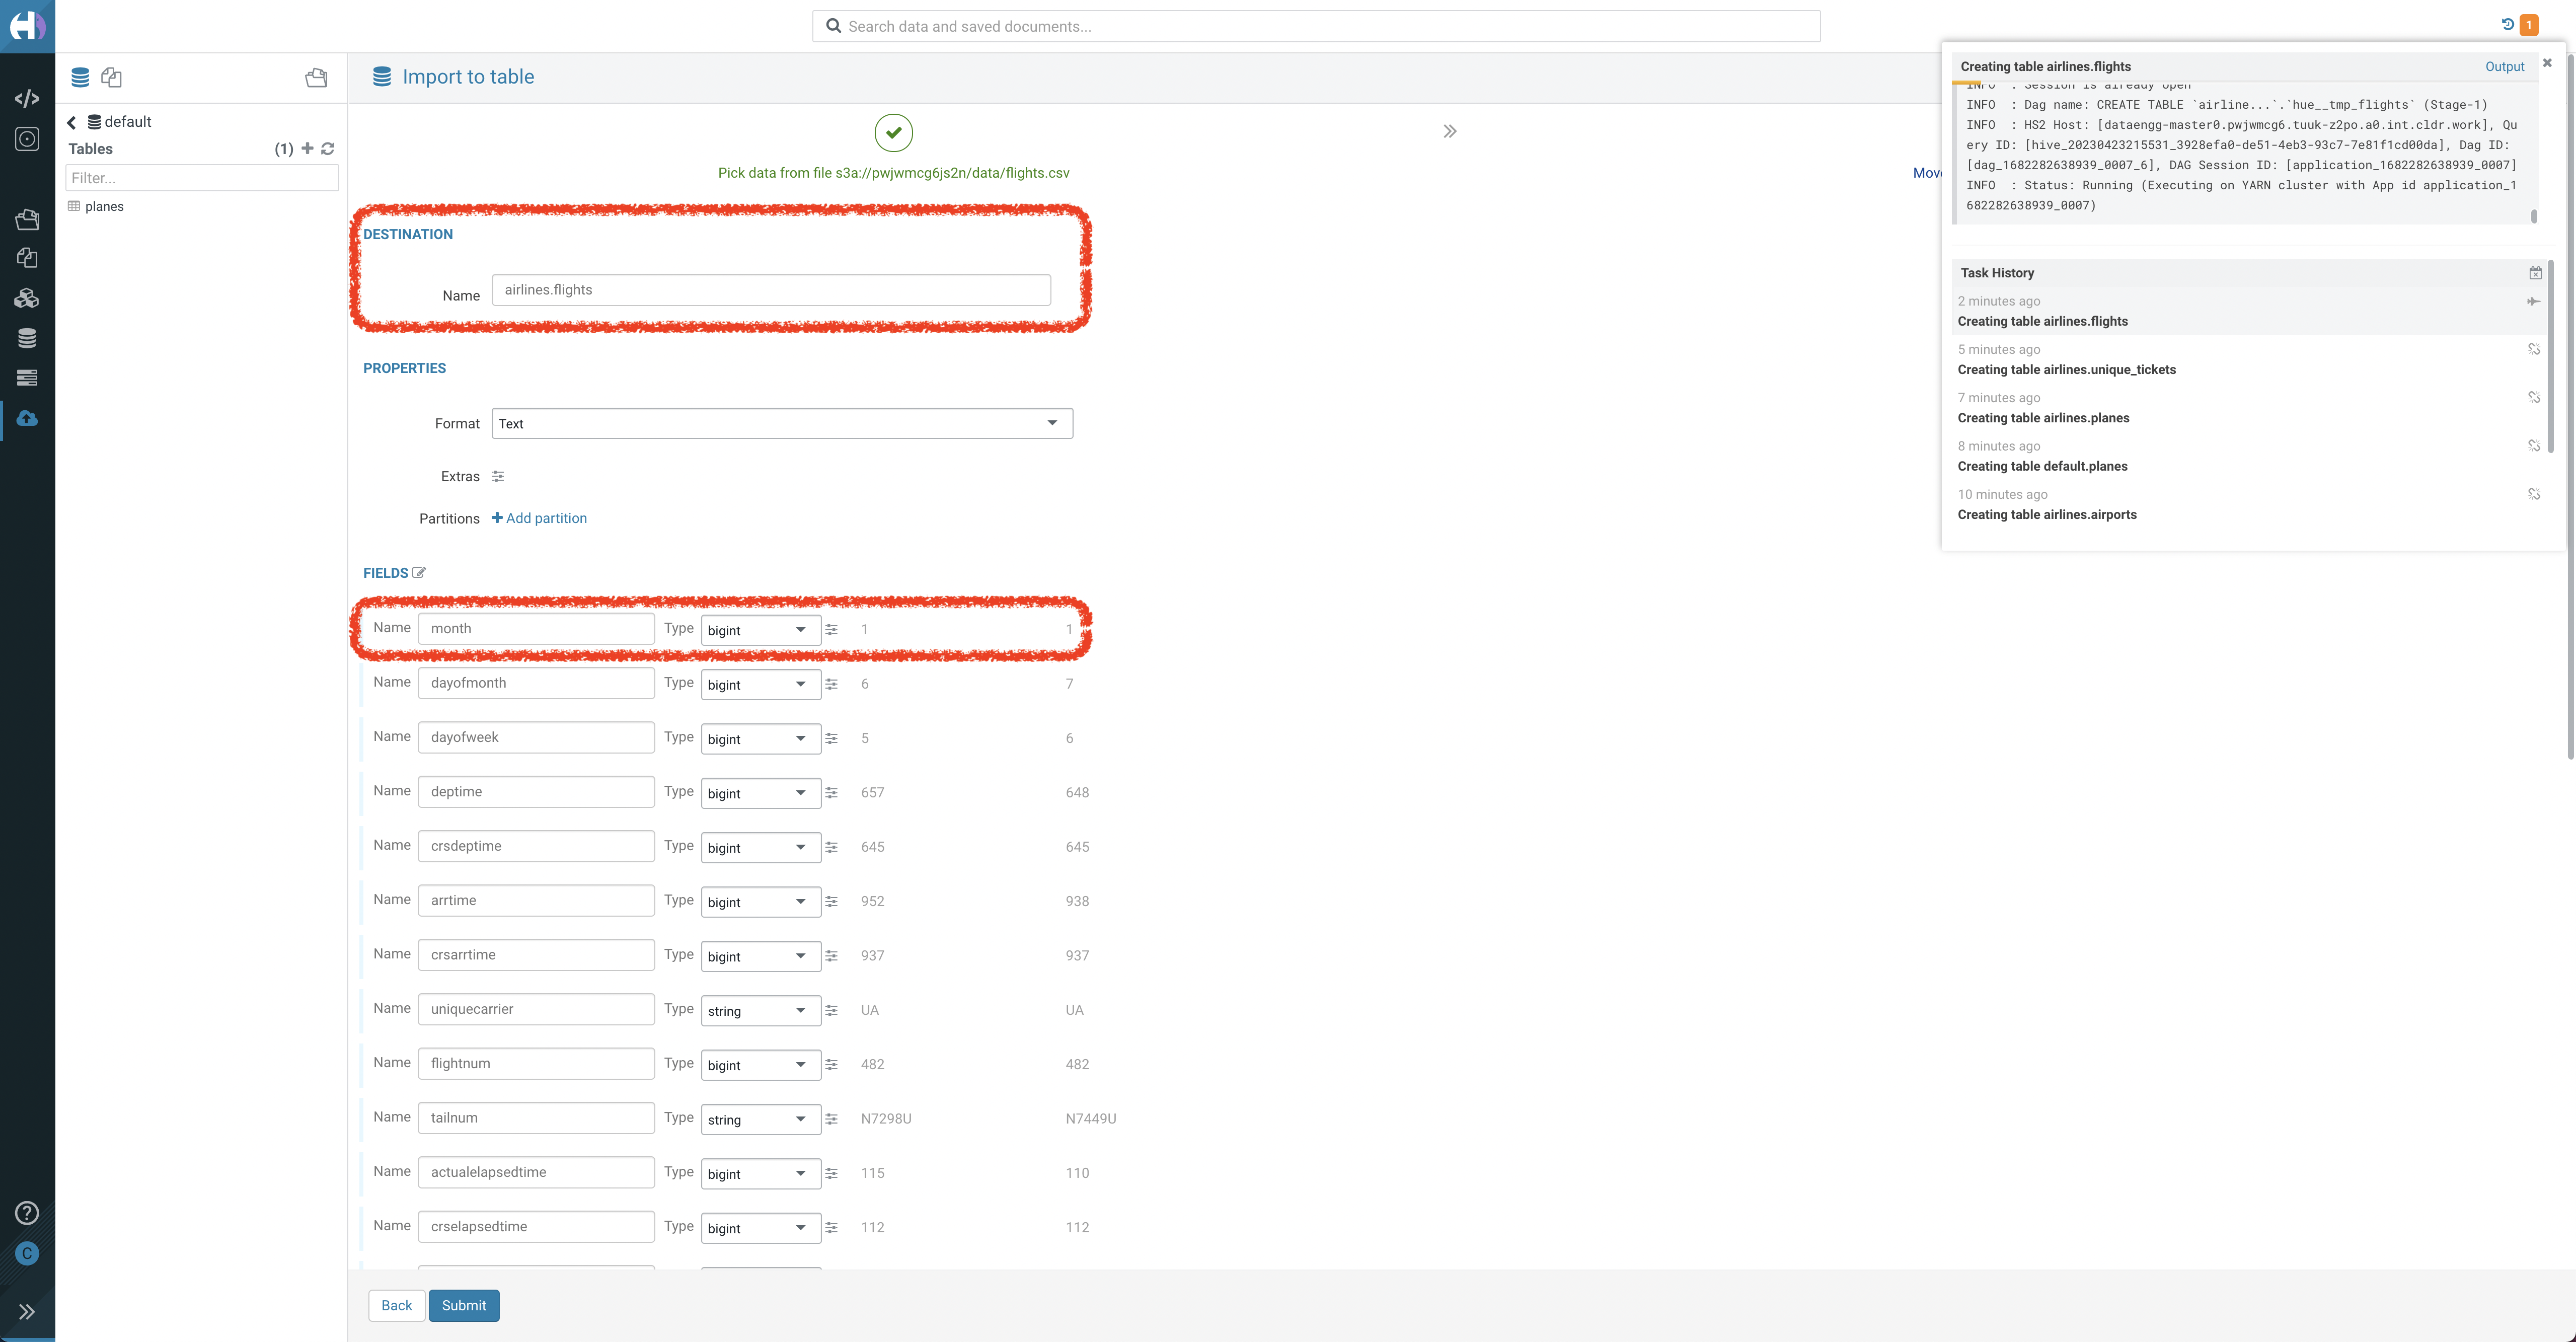 Search data and saved documents...
1
default
Tables
(1)
Filter...
planes
Import to table
Pick data from file s3a://pwjwmcg6js2n/data/flights.csv
Move
DESTINATION
Name
airlines.flights
PROPERTIES
Format
Text
Extras
Partitions
Add partition
FIELDS
Name month Type bigint 1 1
Name dayofmonth Type bigint 6 7
Name dayofweek Type bigint 5 6
Name deptime Type bigint 657 648
Name crsdeptime Type bigint 645 645
Name arrtime Type bigint 952 938
Name crsarrtime Type bigint 937 937
Name uniquecarrier Type string UA UA
Name flightnum Type bigint 482 482
Name tailnum Type string N7298U N7449U
Name actualelapsedtime Type bigint 115 110
Name crselapsedtime Type bigint 112 112
Back
Submit
C
Creating table airlines.flights
Output
INFO : Session is already open
INFO : Dag name: CREATE TABLE `airline...`.`hue__tmp_flights` (Stage-1)
INFO : HS2 Host: [dataengg-master0.pwjwmcg6.tuuk-z2po.a0.int.cldr.work], Qu
ery ID: [hive_20230423215531_3928efa0-de51-4eb3-93c7-7e81f1cd00da], Dag ID:
[dag_1682282638939_0007_6], DAG Session ID: [application_1682282638939_0007]
INFO : Status: Running (Executing on YARN cluster with App id application_1
682282638939_0007)
Task History
2 minutes ago
Creating table airlines.flights
5 minutes ago
Creating table airlines.unique_tickets
7 minutes ago
Creating table airlines.planes
8 minutes ago
Creating table default.planes
10 minutes ago
Creating table airlines.airports